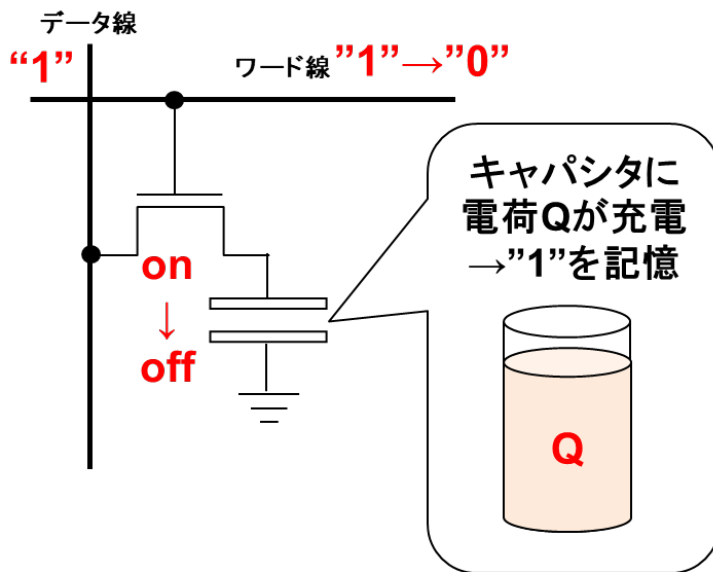 データ線
“1”
ワード線 ”1”→”0”
on
↓
off
キャパシタに
電荷Qが充電
→”1”を記憶
Q